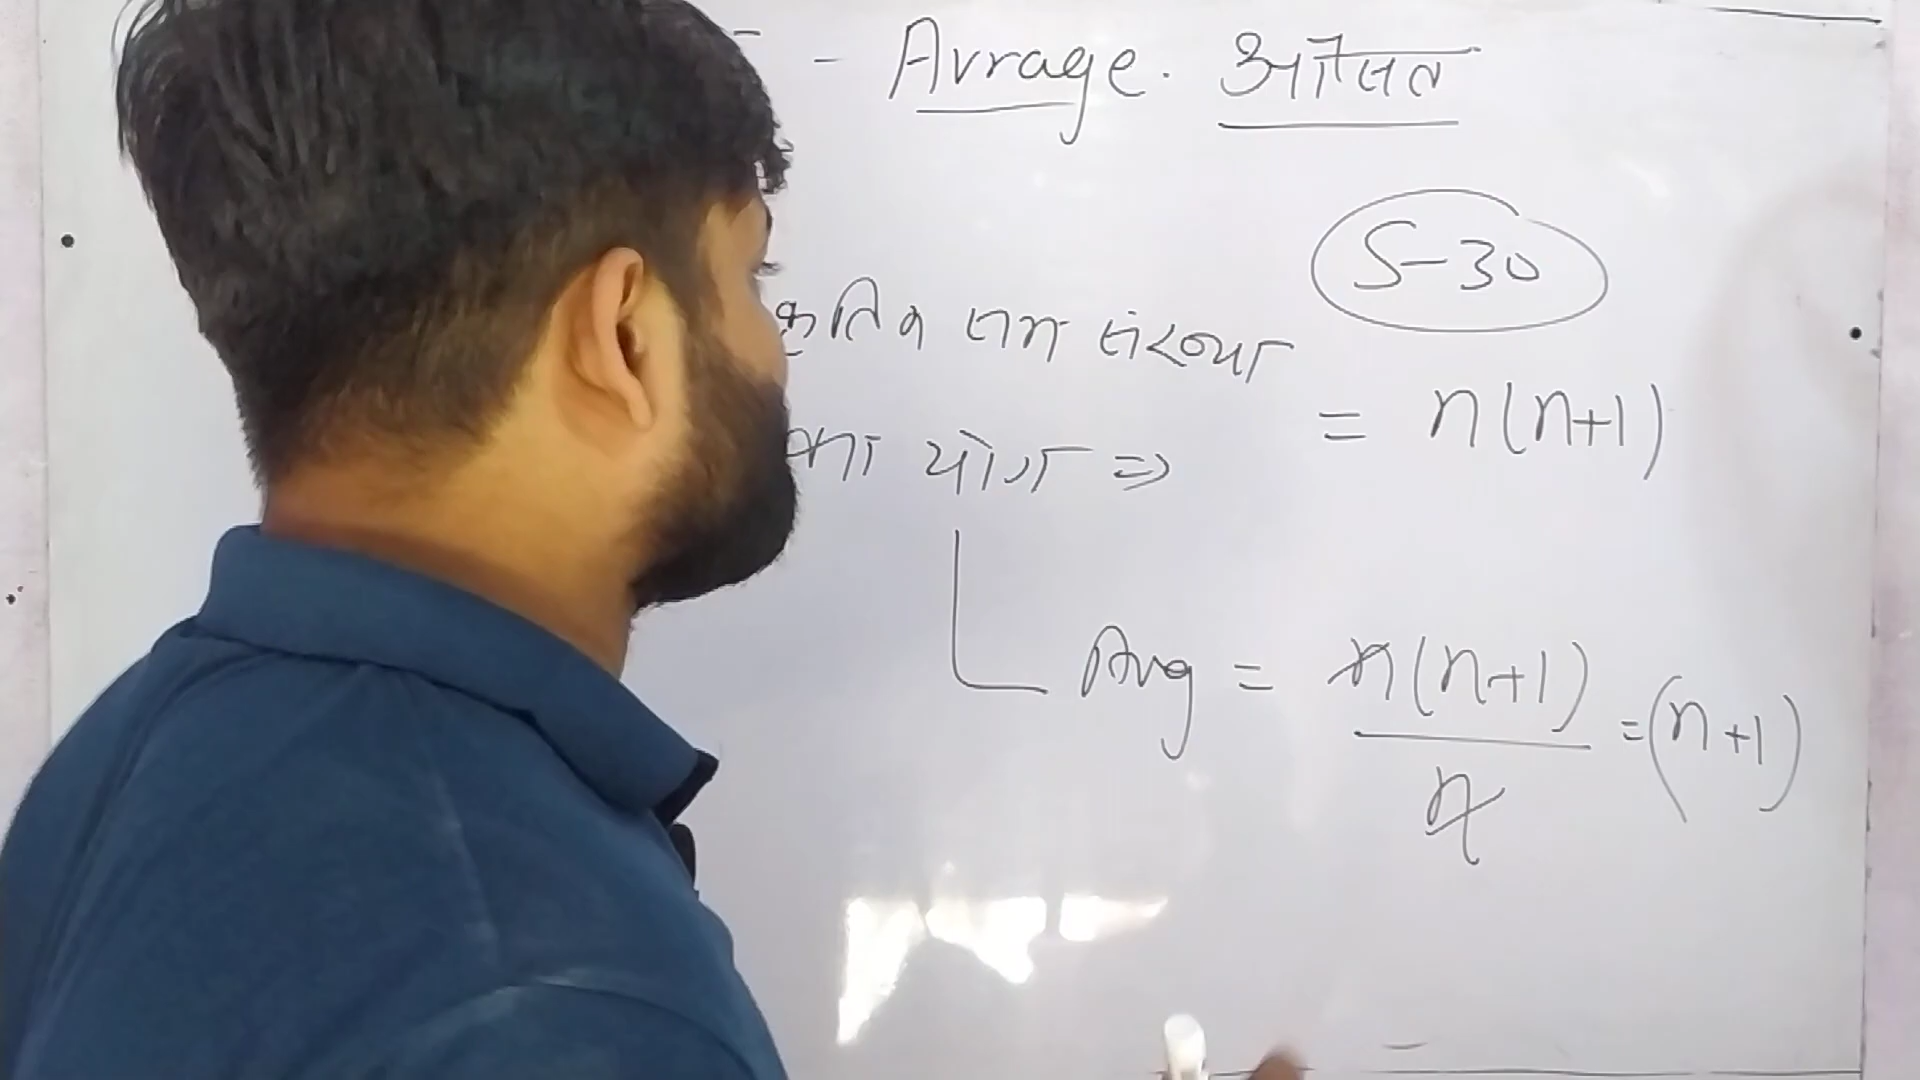 - Avrage. औसत
S-30
कृतिक सम संख्या
= n(n+1)
का योग ⇒
Avg = n(n+1) / n = (n+1)